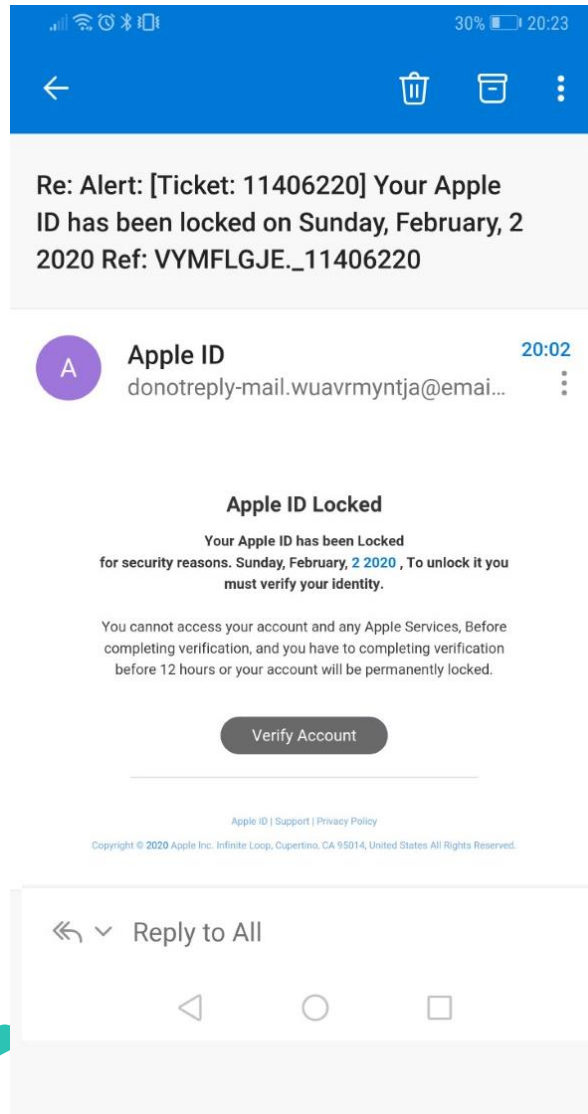 30% 20:23
Re: Alert: [Ticket: 11406220] Your Apple
ID has been locked on Sunday, February, 2
2020 Ref: VYMFLGJE._11406220
A
Apple ID
20:02
donotreply-mail.wuavrmyntja@emai...
Apple ID Locked
Your Apple ID has been Locked
for security reasons. Sunday, February, 2 2020 , To unlock it you
must verify your identity.
You cannot access your account and any Apple Services, Before
completing verification, and you have to completing verification
before 12 hours or your account will be permanently locked.
Verify Account
Apple ID | Support | Privacy Policy
Copyright © 2020 Apple Inc. Infinite Loop, Cupertino, CA 95014, United States All Rights Reserved.
Reply to All